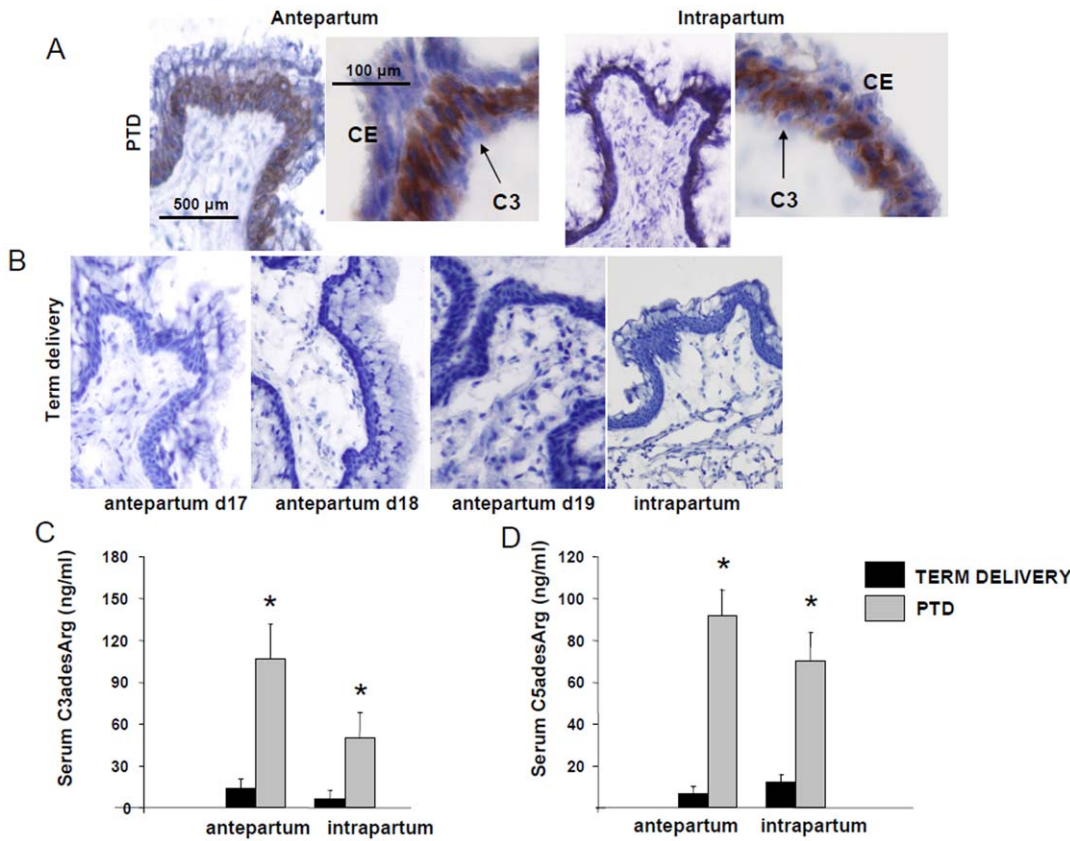 Antepartum
Intrapartum
A
PTD
500 µm
100 µm
CE
C3
CE
C3
B
Term delivery
antepartum d17
antepartum d18
antepartum d19
intrapartum
C
Serum C3adesArg (ng/ml)
180
150
120
90
60
30
0
*
*
antepartum
intrapartum
D
Serum C5adesArg (ng/ml)
120
100
80
60
40
20
*
*
antepartum
intrapartum
TERM DELIVERY
PTD